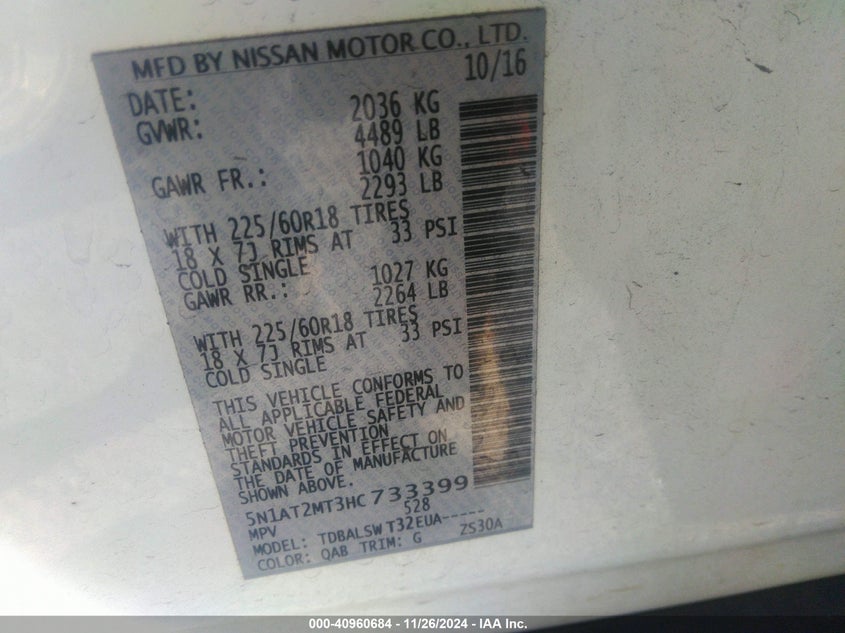 MFD BY NISSAN MOTOR CO., LTD.
DATE: 10/16
GVWR: 2036 KG
4489 LB
GAWR FR.: 1040 KG
2293 LB
WITH 225/60R18 TIRES
18 X 7J RIMS AT 33 PSI
COLD SINGLE
GAWR RR.: 1027 KG
2264 LB
WITH 225/60R18 TIRES
18 X 7J RIMS AT 33 PSI
COLD SINGLE
THIS VEHICLE CONFORMS TO
ALL APPLICABLE FEDERAL
MOTOR VEHICLE SAFETY AND
THEFT PREVENTION
STANDARDS IN EFFECT ON
THE DATE OF MANUFACTURE
SHOWN ABOVE.
5N1AT2MT3HC733399
MPV 528
MODEL: TDBALSW T32EUA-----
COLOR: QAB TRIM: G ZS30A
000-40960684 / 11/26/2024 - IAA Inc.